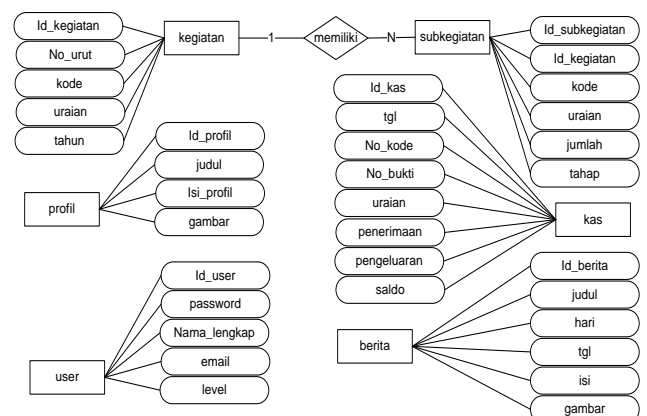 Id_kegiatan
No_urut
kode
uraian
tahun
kegiatan
1
memiliki
N
subkegiatan
Id_subkegiatan
Id_kegiatan
kode
uraian
jumlah
tahap
Id_profil
judul
Isi_profil
gambar
profil
Id_kas
tgl
No_kode
No_bukti
uraian
penerimaan
pengeluaran
saldo
kas
Id_user
password
Nama_lengkap
email
level
user
berita
Id_berita
judul
hari
tgl
isi
gambar